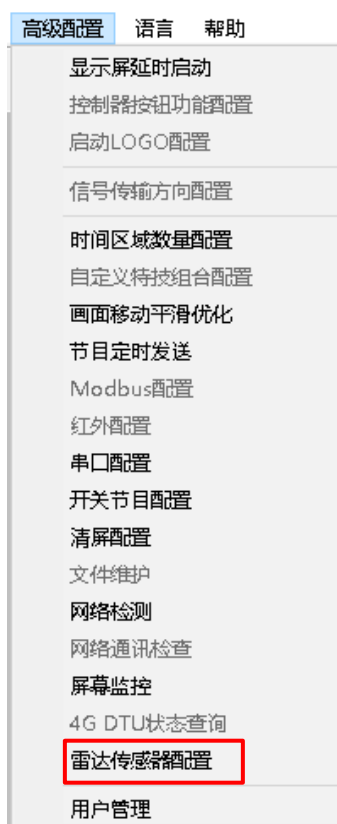 高级配置 语言 帮助
显示屏延时启动
控制器按钮功能配置
启动LOGO配置
信号传输方向配置
时间区域数量配置
自定义特技组合配置
画面移动平滑优化
节目定时发送
Modbus配置
红外配置
串口配置
开关节目配置
清屏配置
文件维护
网络检测
网络通讯检查
屏幕监控
4G DTU状态查询
雷达传感器配置
用户管理